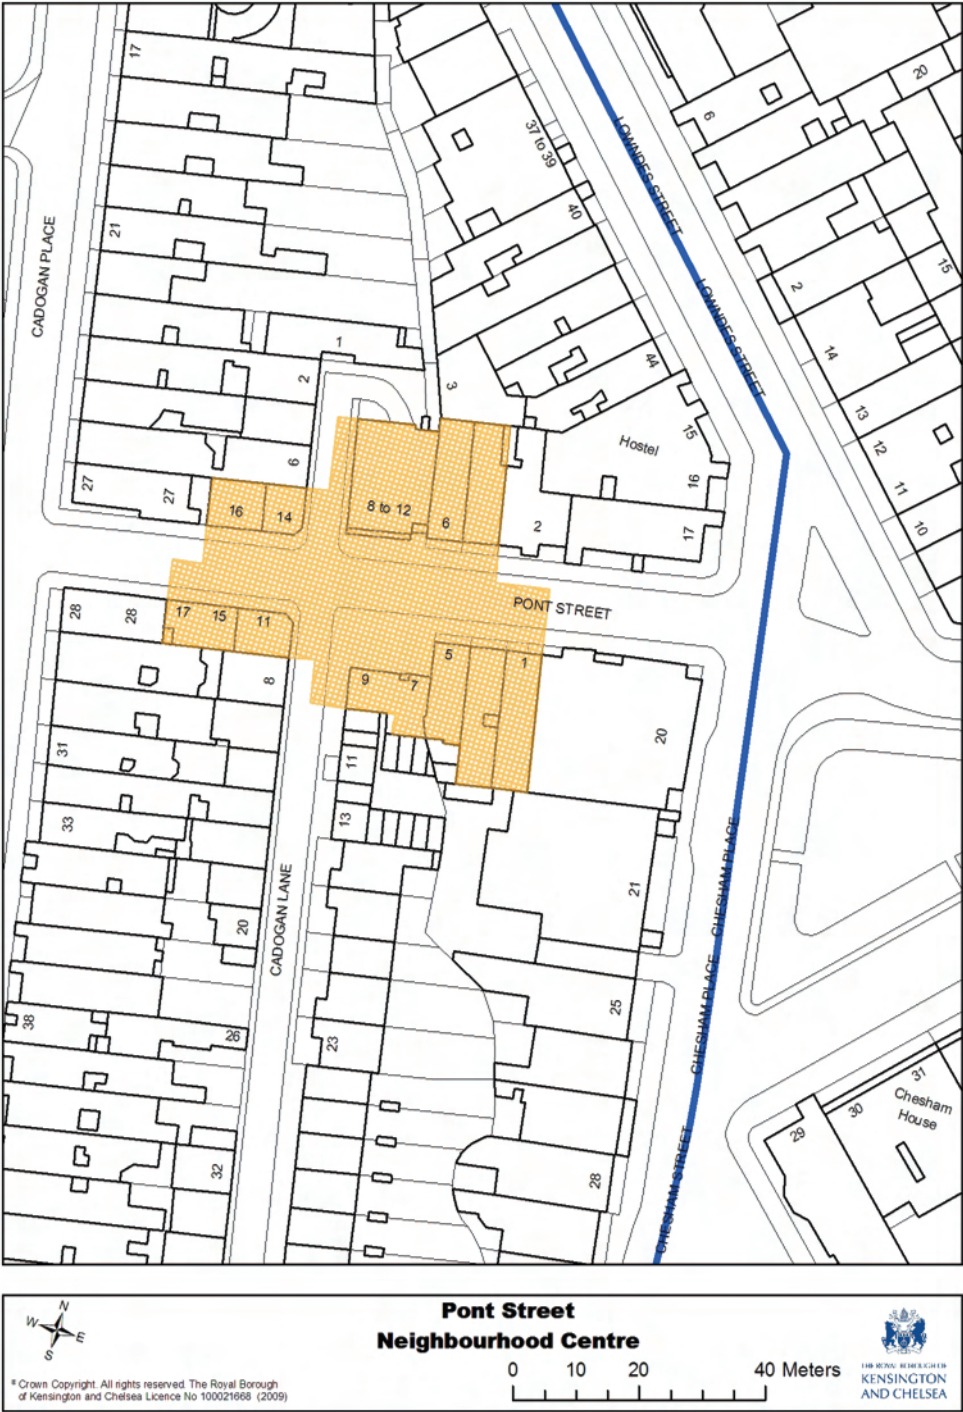 17
20
6
37 to 39
LOWNDES STREET
40
21
CADOGAN PLACE
15
2
LOWNDES STREET
1
14
44
2
3
13
15
Hostel
12
6
16
11
27
27
16
14
8 to 12
6
2
17
10
PONT STREET
28
28
17
15
11
5
1
8
9
7
20
31
11
33
13
CHESHAM PLACE
21
20
CADOGAN LANE
CHESHAM PLACE
25
38
26
23
31
Chesham
House
30
29
CHESHAM STREET
32
28
N
W
E
S
Pont Street
Neighbourhood Centre
0 10 20 40 Meters
© Crown Copyright. All rights reserved. The Royal Borough
of Kensington and Chelsea Licence No 100021668 (2009)
THE ROYAL BOROUGH OF
KENSINGTON
AND CHELSEA